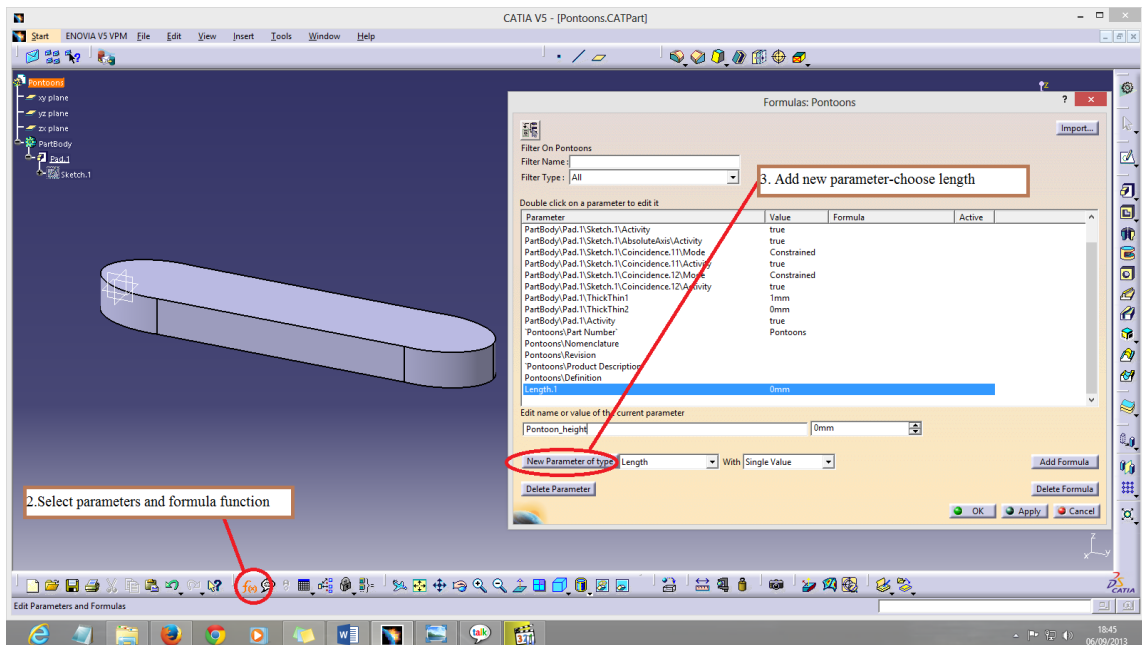 CATIA V5 - [Pontoons.CATPart]
Start ENOVIA V5 VPM File Edit View Insert Tools Window Help
Pontoons
xy plane
yz plane
zx plane
PartBody
Pad.1
Sketch.1
z
Formulas: Pontoons
Import...
Filter On Pontoons
Filter Name :
Filter Type : All
3. Add new parameter-choose length
Double click on a parameter to edit it
Parameter Value Formula Active
PartBody\Pad.1\Sketch.1\Activity true
PartBody\Pad.1\Sketch.1\AbsoluteAxis\Activity true
PartBody\Pad.1\Sketch.1\Coincidence.11\Mode Constrained
PartBody\Pad.1\Sketch.1\Coincidence.11\Activity true
PartBody\Pad.1\Sketch.1\Coincidence.12\Mode Constrained
PartBody\Pad.1\Sketch.1\Coincidence.12\Activity true
PartBody\Pad.1\ThickThin1 1mm
PartBody\Pad.1\ThickThin2 0mm
PartBody\Pad.1\Activity true
`Pontoons\Part Number` Pontoons
Pontoons\Nomenclature
Pontoons\Revision
`Pontoons\Product Description`
Pontoons\Definition
Length.1 0mm
Edit name or value of the current parameter
Pontoon_height 0mm
New Parameter of type Length With Single Value Add Formula
Delete Parameter Delete Formula
OK Apply Cancel
2.Select parameters and formula function
z
x y
f(x)
CATIA
Edit Parameters and Formulas
talk
321
18:45
06/09/2013